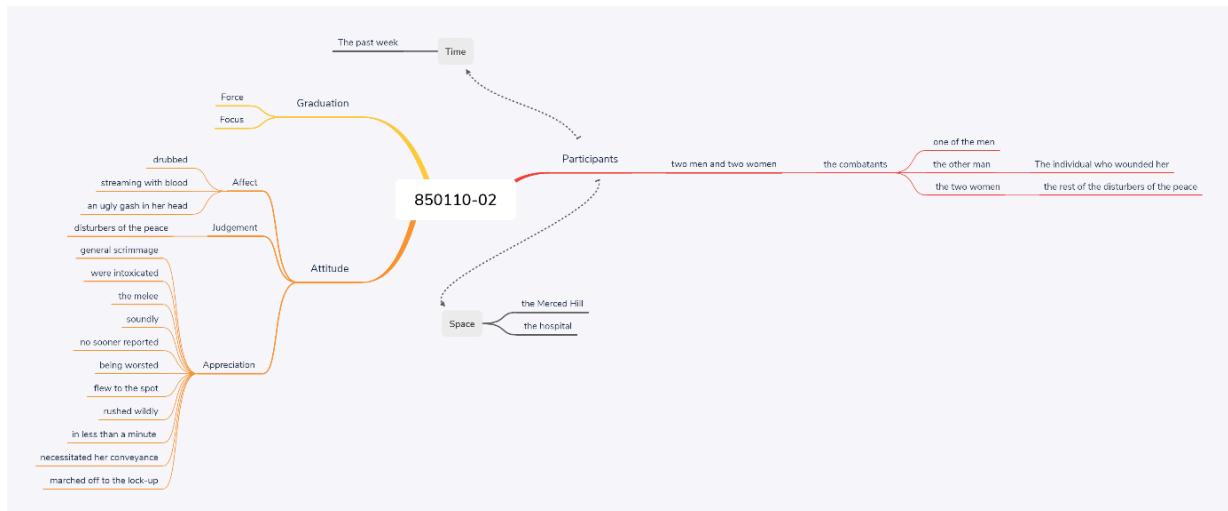 The past week
Time
Force
Graduation
Focus
drubbed
streaming with blood
Affect
an ugly gash in her head
disturbers of the peace
Judgement
general scrimmage
were intoxicated
the melee
soundly
no sooner reported
being worsted
flew to the spot
rushed wildly
in less than a minute
necessitated her conveyance
marched off to the lock-up
Appreciation
Attitude
850110-02
Participants
two men and two women
the combatants
one of the men
the other man
The individual who wounded her
the two women
the rest of the disturbers of the peace
Space
the Merced Hill
the hospital